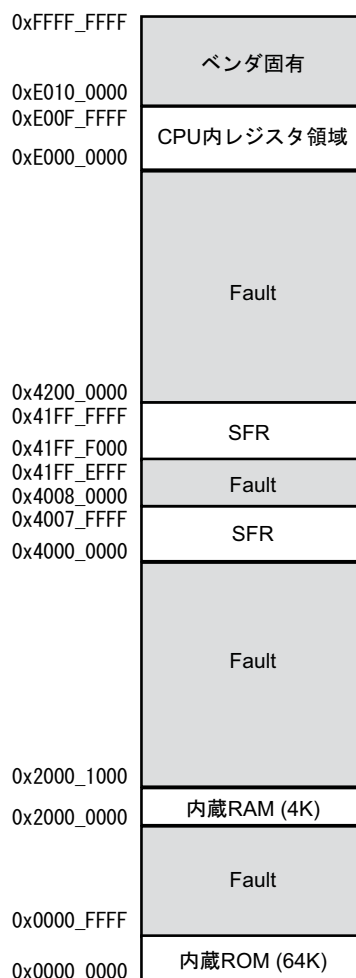 0xFFFF_FFFF
ベンダ固有
0xE010_0000
0xE00F_FFFF
CPU内レジスタ領域
0xE000_0000
Fault
0x4200_0000
0x41FF_FFFF
SFR
0x41FF_F000
0x41FF_EFFF
Fault
0x4008_0000
0x4007_FFFF
SFR
0x4000_0000
Fault
0x2000_1000
内蔵RAM (4K)
0x2000_0000
Fault
0x0000_FFFF
内蔵ROM (64K)
0x0000_0000